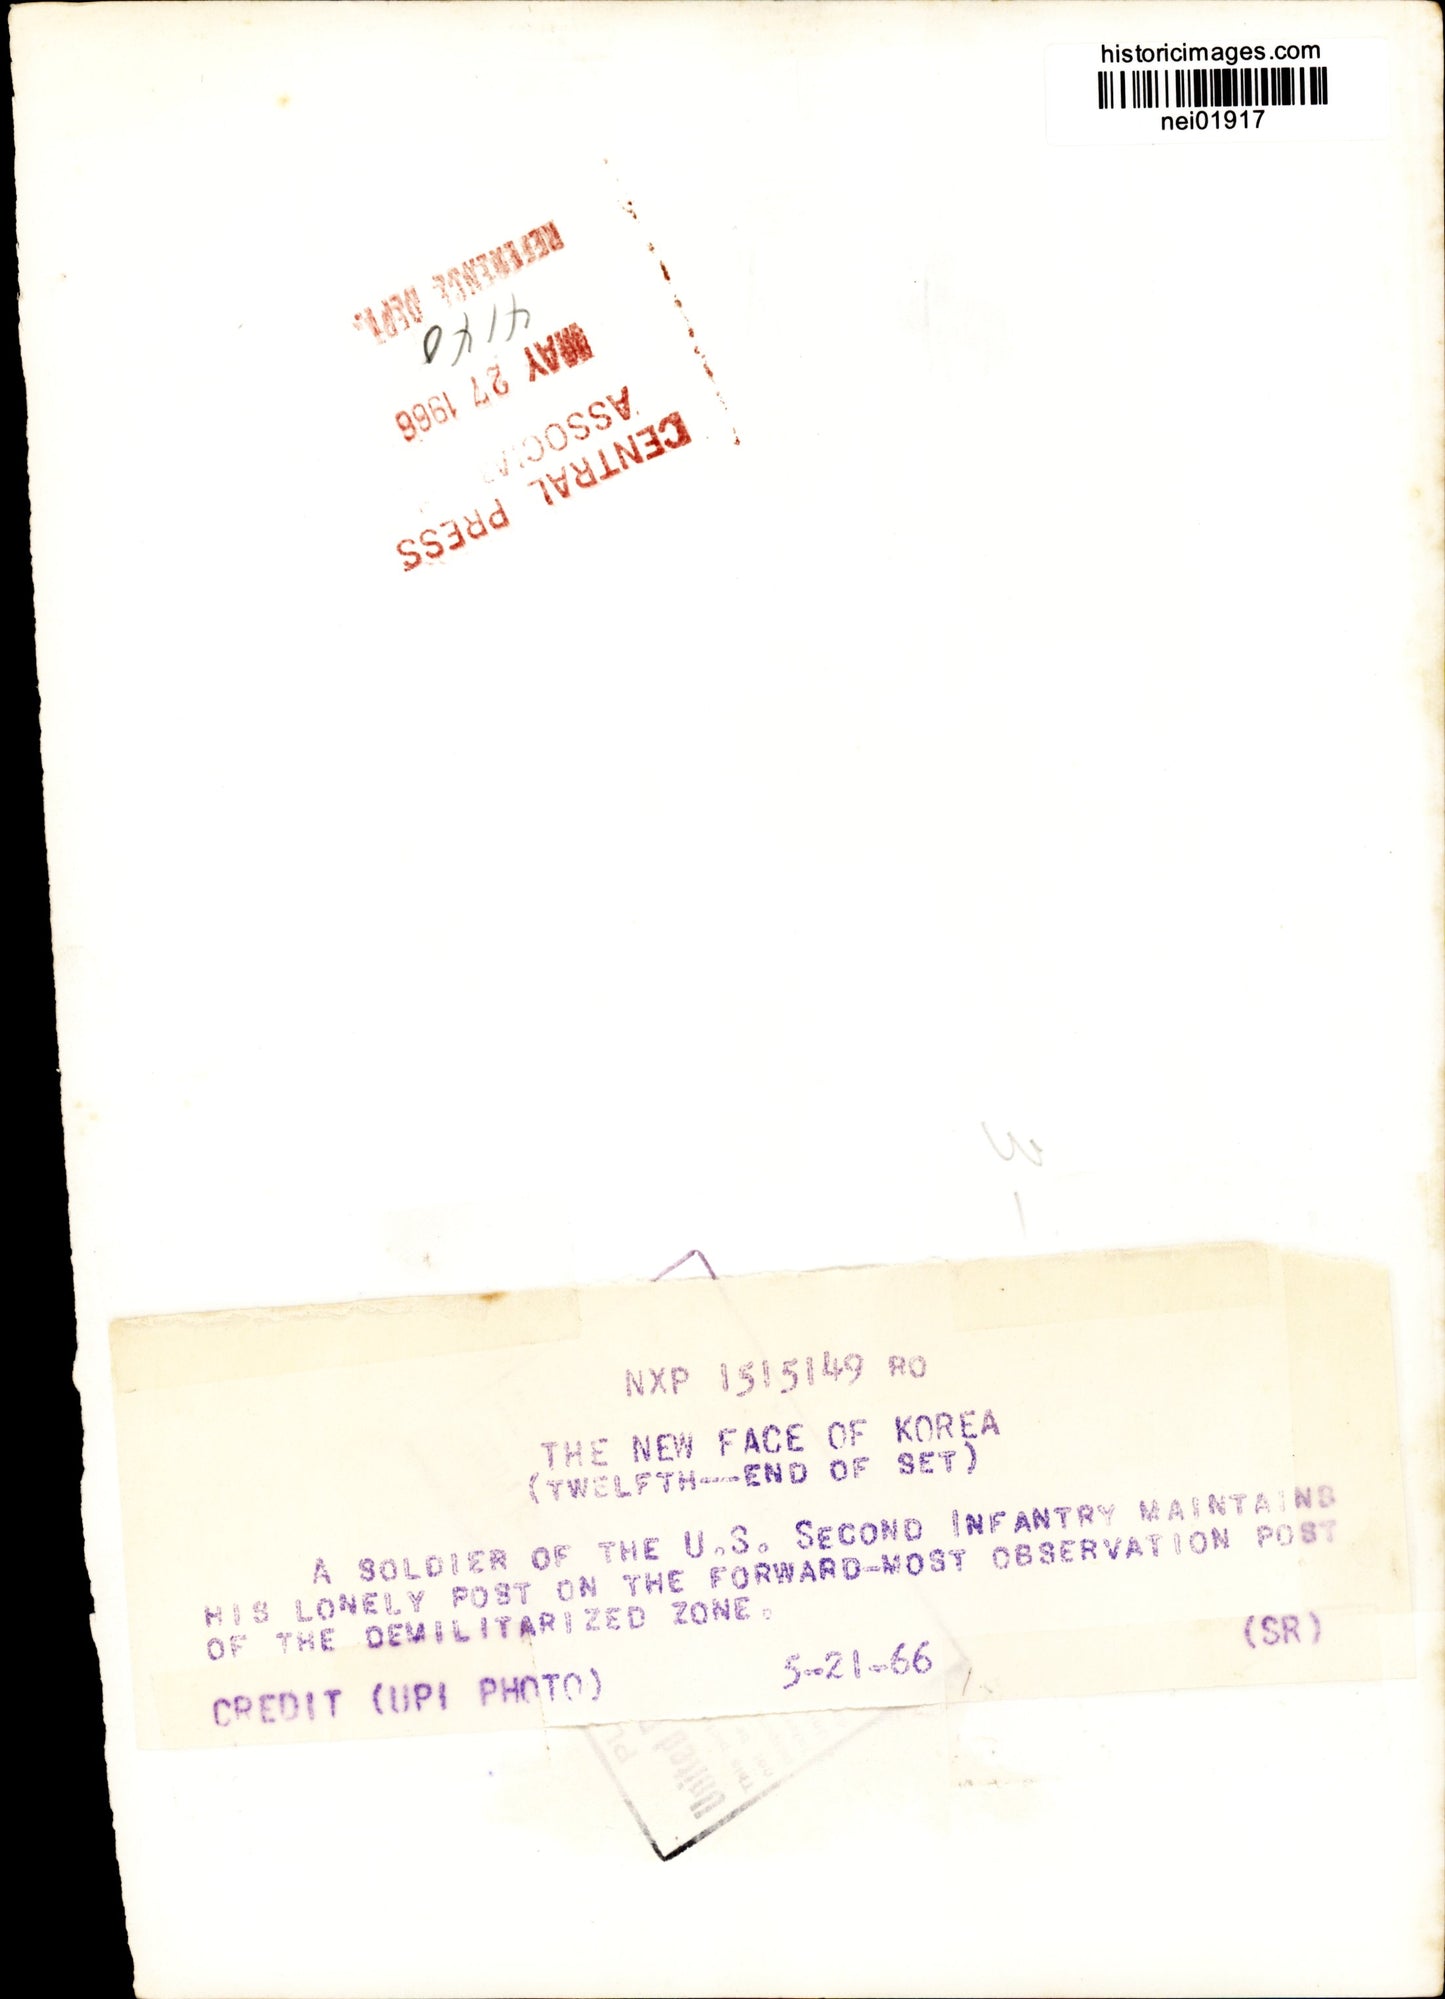 historicimages.com
nei01917
REFERENCE DEPT.
4140
MAY 27 1966
CENTRAL PRESS
NXP 1515149 RO
THE NEW FACE OF KOREA
(TWELFTH--END OF SET)
A SOLDIER OF THE U.S. SECOND INFANTRY MAINTAINS
HIS LONELY POST ON THE FORWARD-MOST OBSERVATION POST
OF THE DEMILITARIZED ZONE.
CREDIT (UPI PHOTO) 5-21-66 (SR)
United